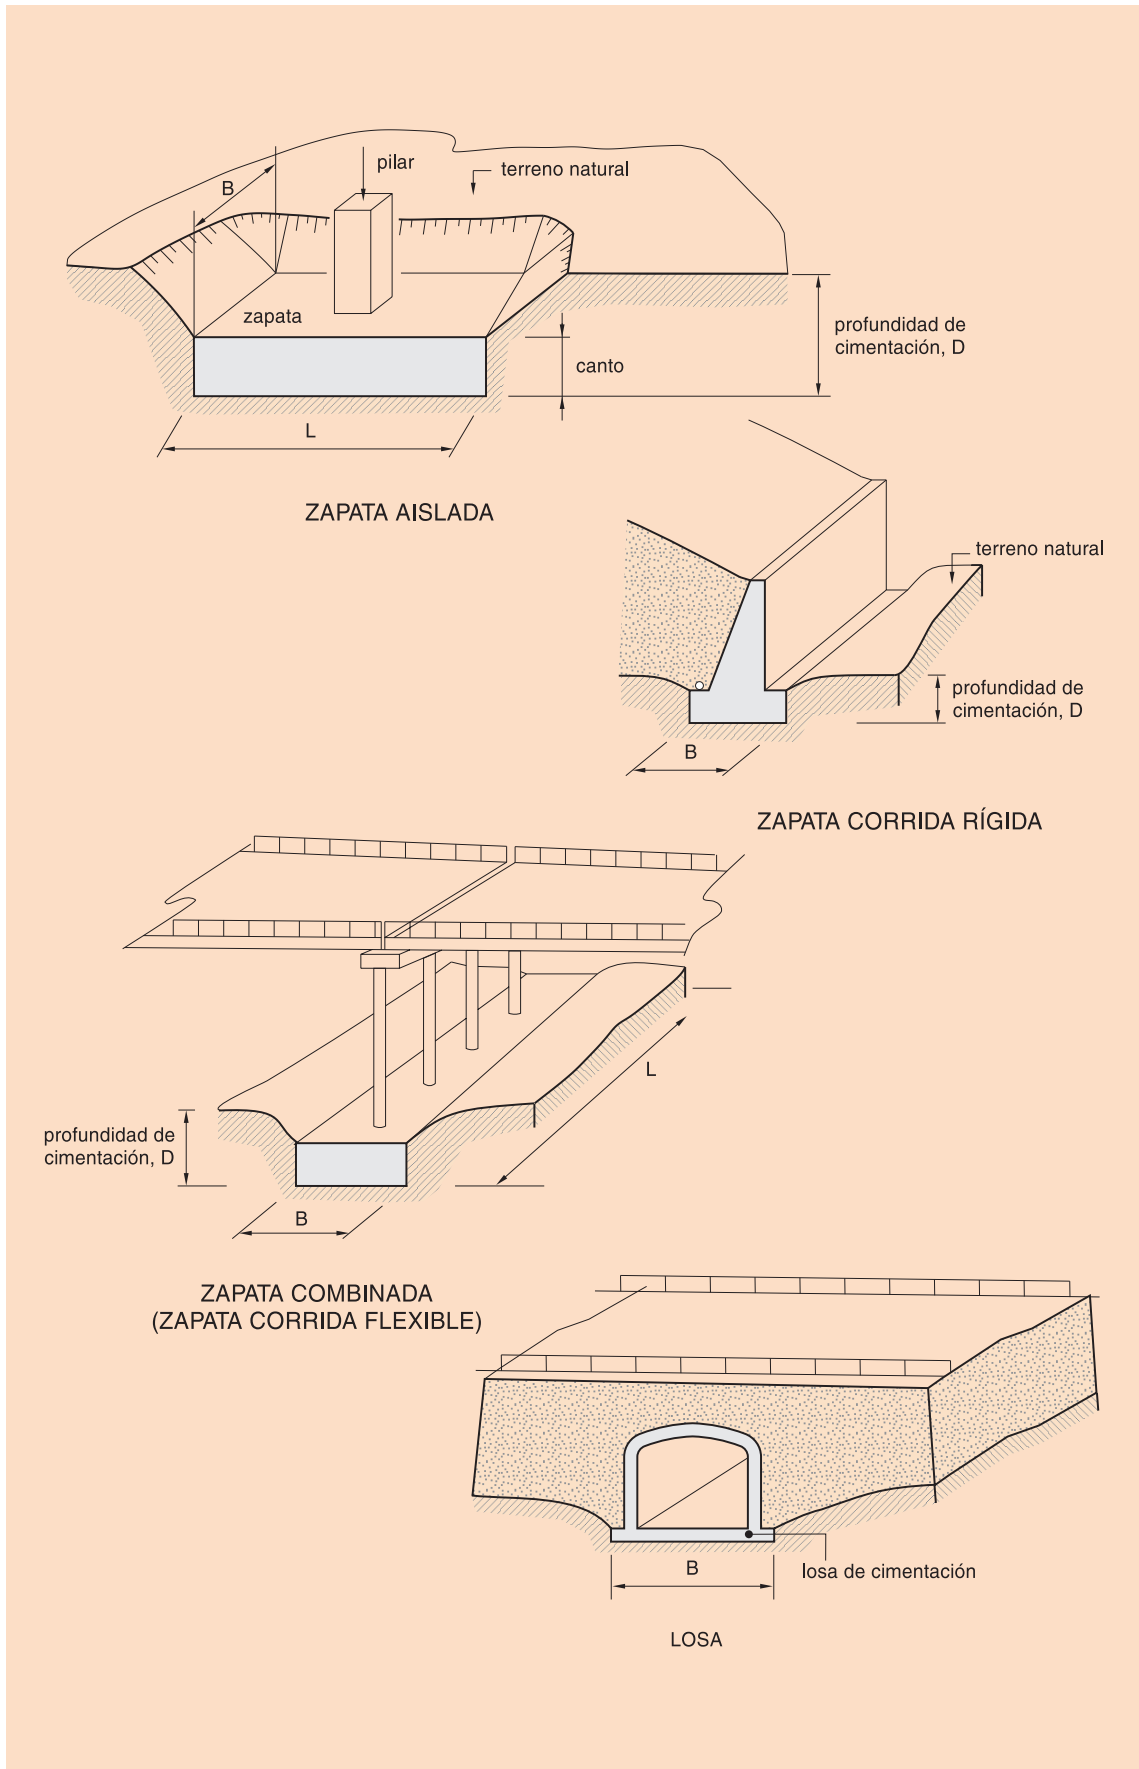 pilar
B
terreno natural
zapata
profundidad de
cimentación, D
canto
L
ZAPATA AISLADA
terreno natural
profundidad de
cimentación, D
B
ZAPATA CORRIDA RÍGIDA
L
profundidad de
cimentación, D
B
ZAPATA COMBINADA
(ZAPATA CORRIDA FLEXIBLE)
B
losa de cimentación
LOSA